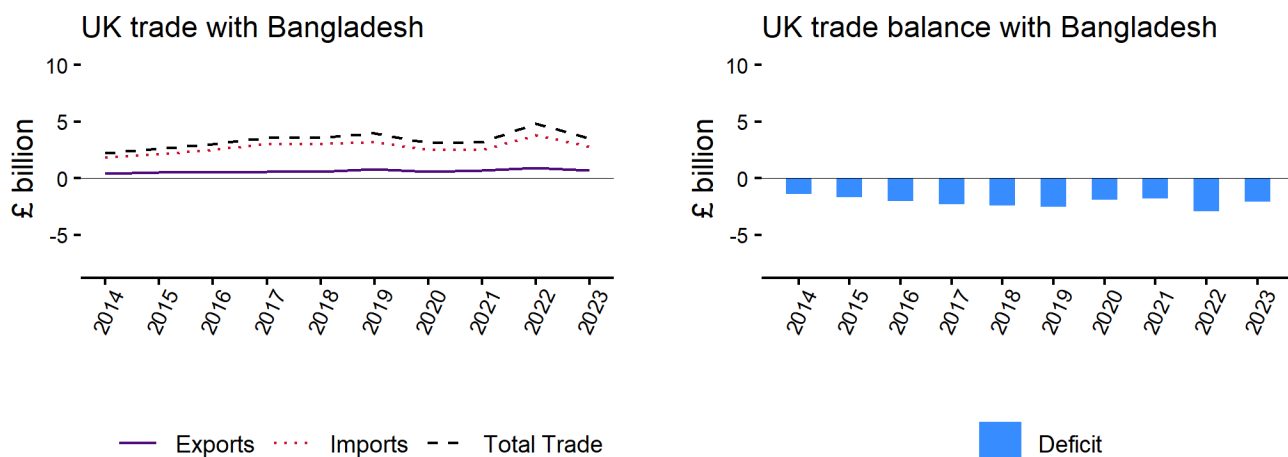 UK trade with Bangladesh
10
5
0
-5
£ billion
2014 2015 2016 2017 2018 2019 2020 2021 2022 2023
Exports Imports Total Trade
UK trade balance with Bangladesh
10
5
0
-5
£ billion
2014 2015 2016 2017 2018 2019 2020 2021 2022 2023
Deficit